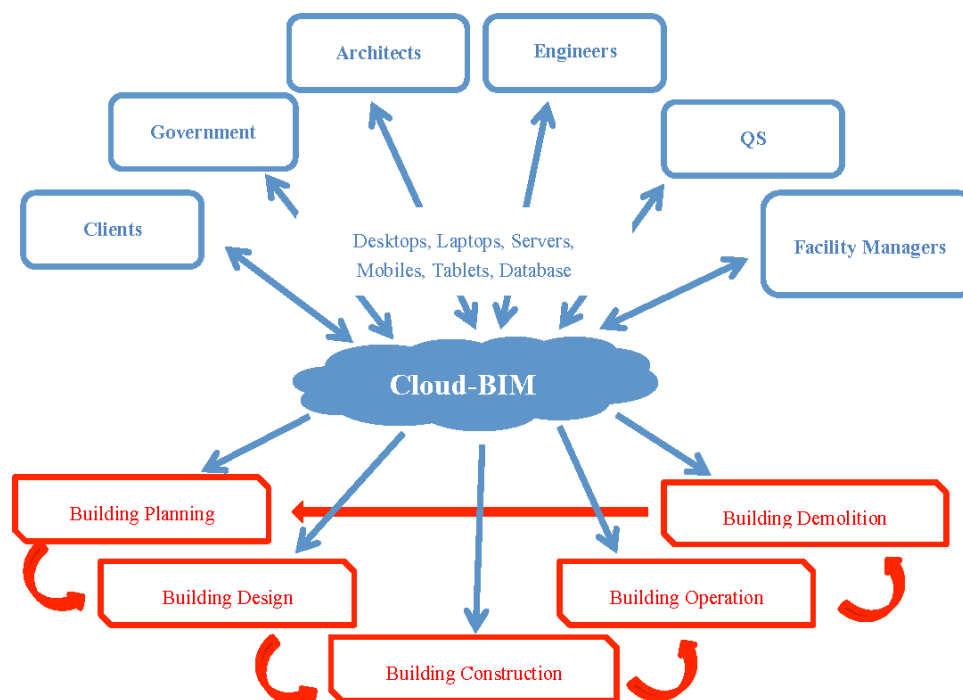 Architects
Engineers
Government
QS
Clients
Desktops, Laptops, Servers,
Mobiles, Tablets, Database
Facility Managers
Cloud-BIM
Building Planning
Building Demolition
Building Design
Building Operation
Building Construction